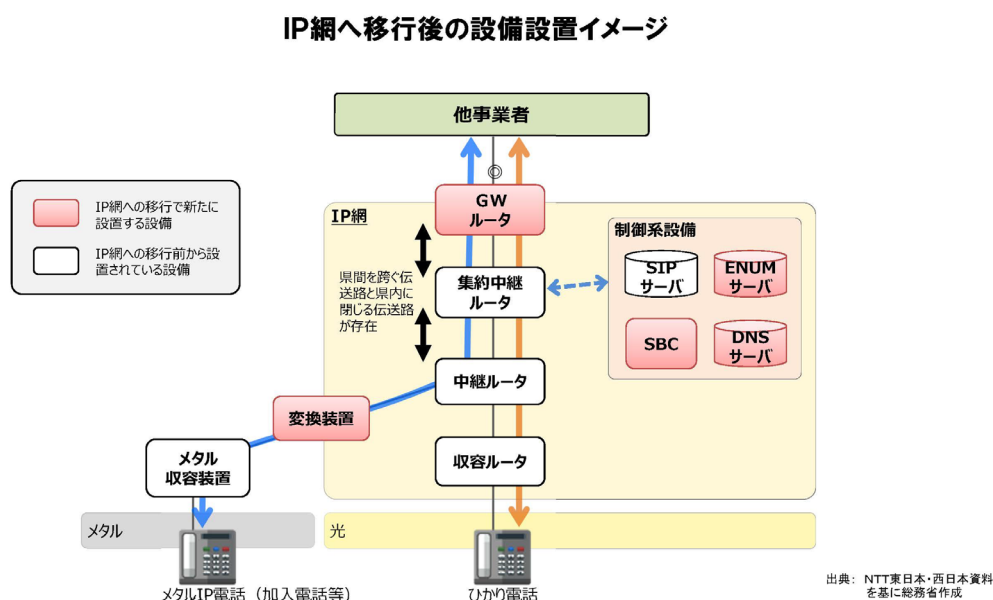 IP網へ移行後の設備設置イメージ
他事業者
IP網への移行で新たに
設置する設備
IP網への移行前から設
置されている設備
IP網
GW
ルータ
制御系設備
県間を跨ぐ伝
送路と県内に
閉じる伝送路
が存在
集約中継
ルータ
SIP
サーバ
ENUM
サーバ
SBC
DNS
サーバ
中継ルータ
変換装置
メタル
収容装置
収容ルータ
メタル
光
メタルIP電話（加入電話等）
ひかり電話
出典： NTT東日本・西日本資料
を基に総務省作成